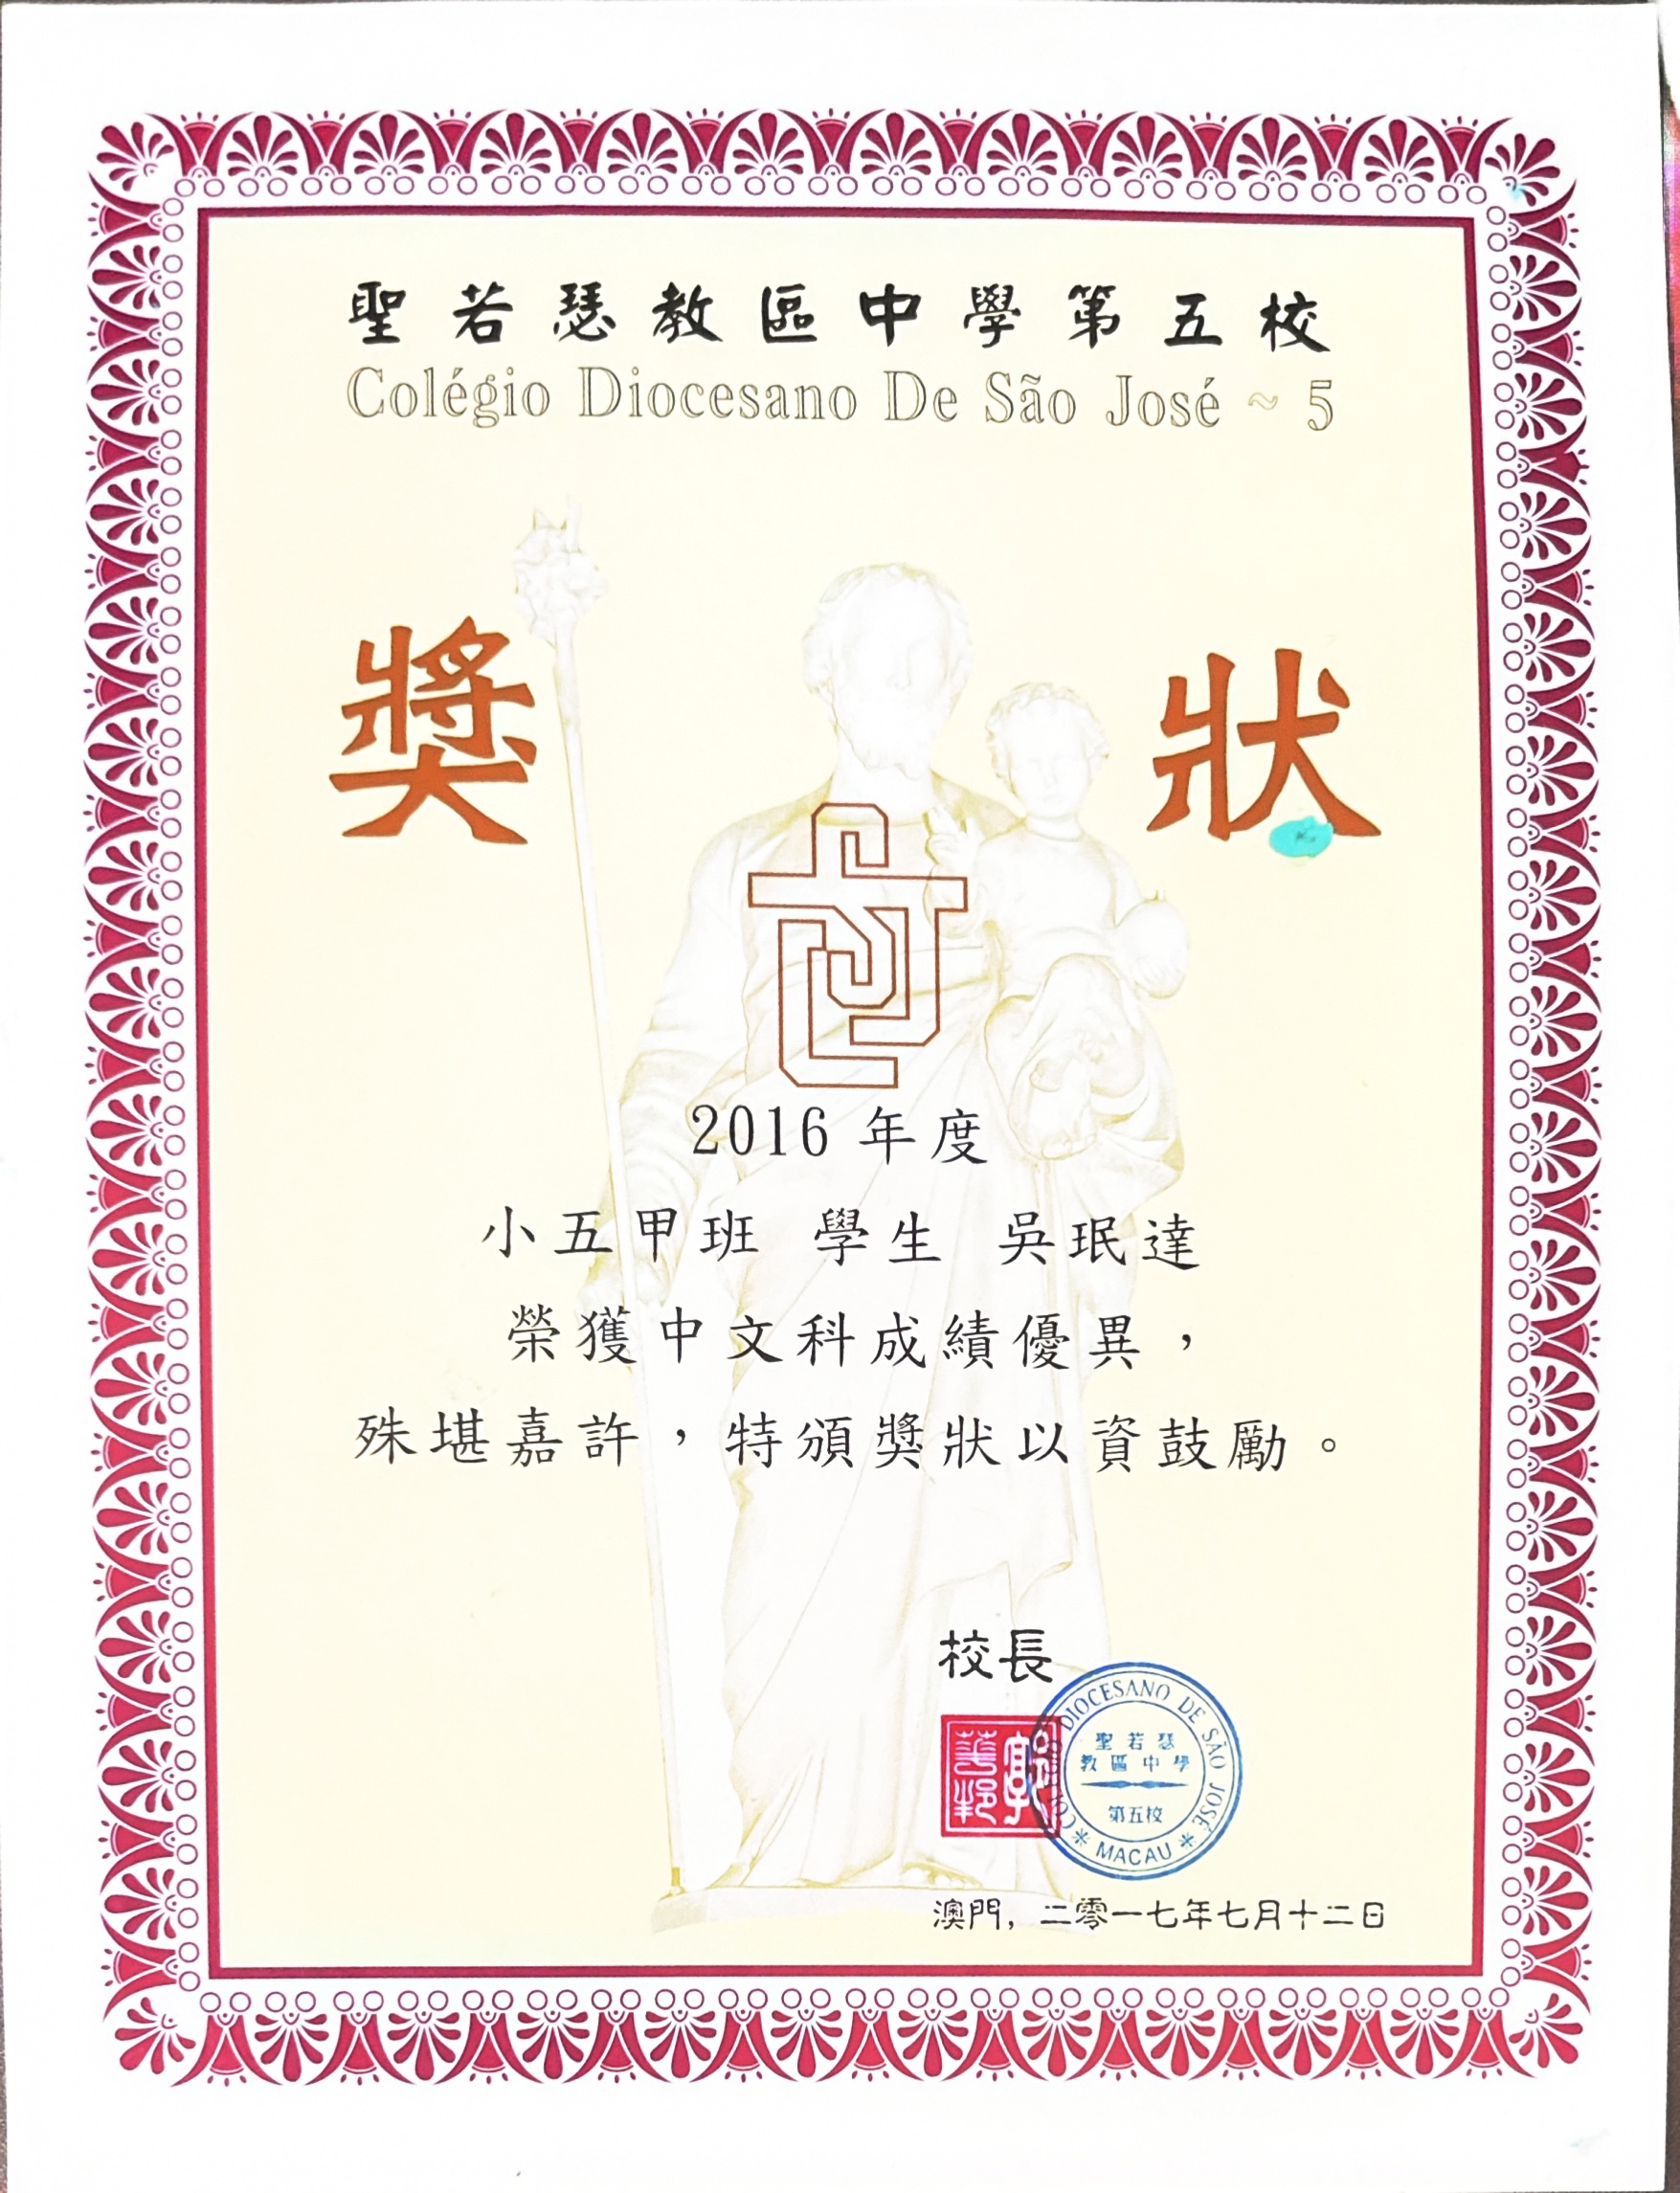 聖若瑟教區中學第五校
Colégio Diocesano De São José ~ 5
獎狀
2016 年度
小五甲班 學生 吳珉達
榮獲中文科成績優異，
殊堪嘉許，特頒獎狀以資鼓勵。
校長
COLÉGIO DIOCESANO DE SÃO JOSÉ
聖若瑟
教區中學
第五校
* MACAU *
澳門，二零一七年七月十二日